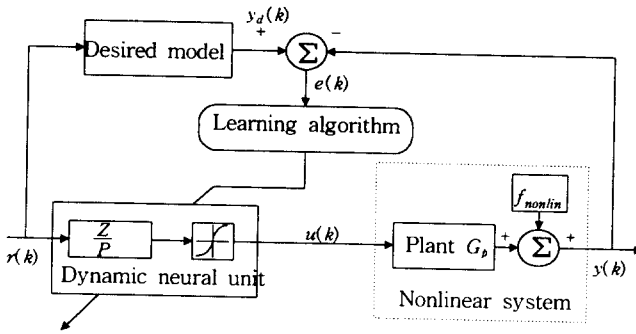 y_d(k)
+
−
Desired model
Σ
e(k)
Learning algorithm
f_nonlin
Z/P
u(k)
Plant G_p
+
Σ
+
r(k)
Dynamic neural unit
y(k)
Nonlinear system